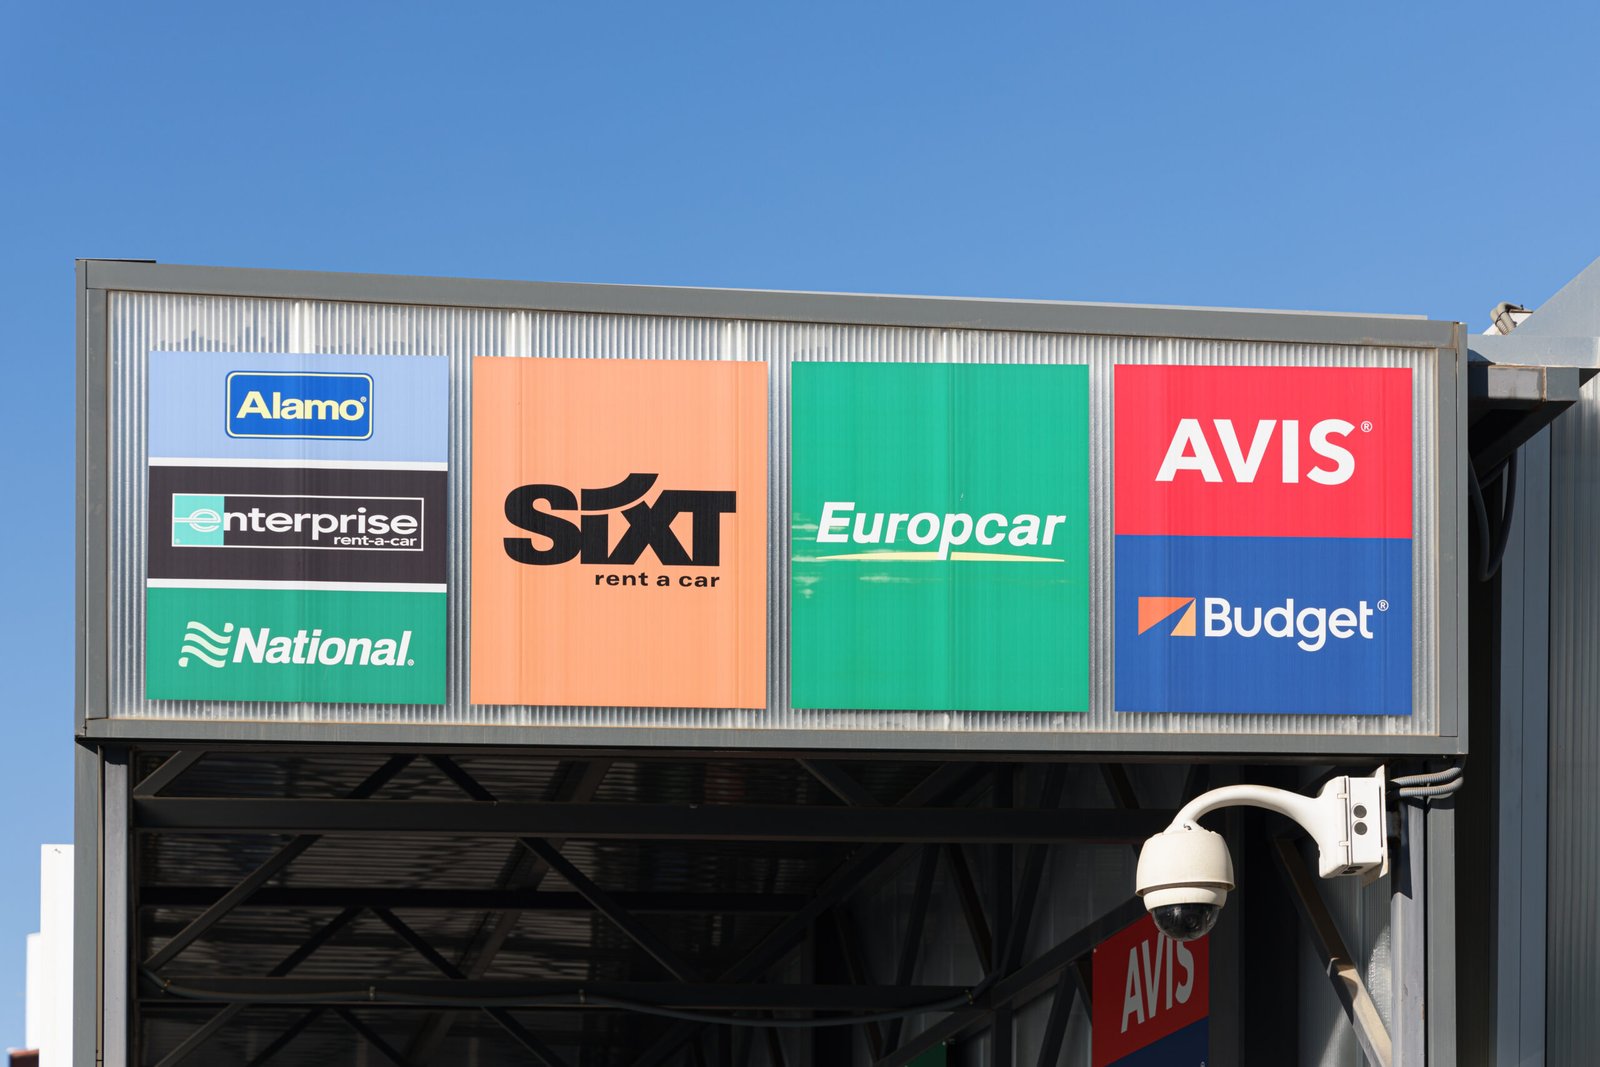 Alamo®
enterprise
rent-a-car
National®
SIXT
rent a car
Europcar
AVIS®
Budget®
AVIS